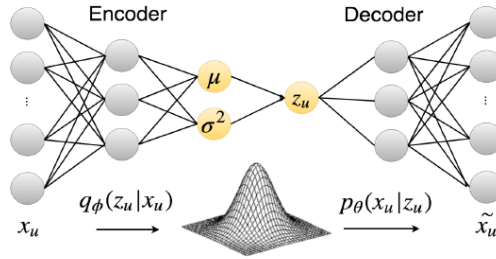 Encoder
Decoder
μ
σ²
z_u
⋮
⋮
q_ϕ(z_u|x_u)
p_θ(x_u|z_u)
x_u
x̃_u